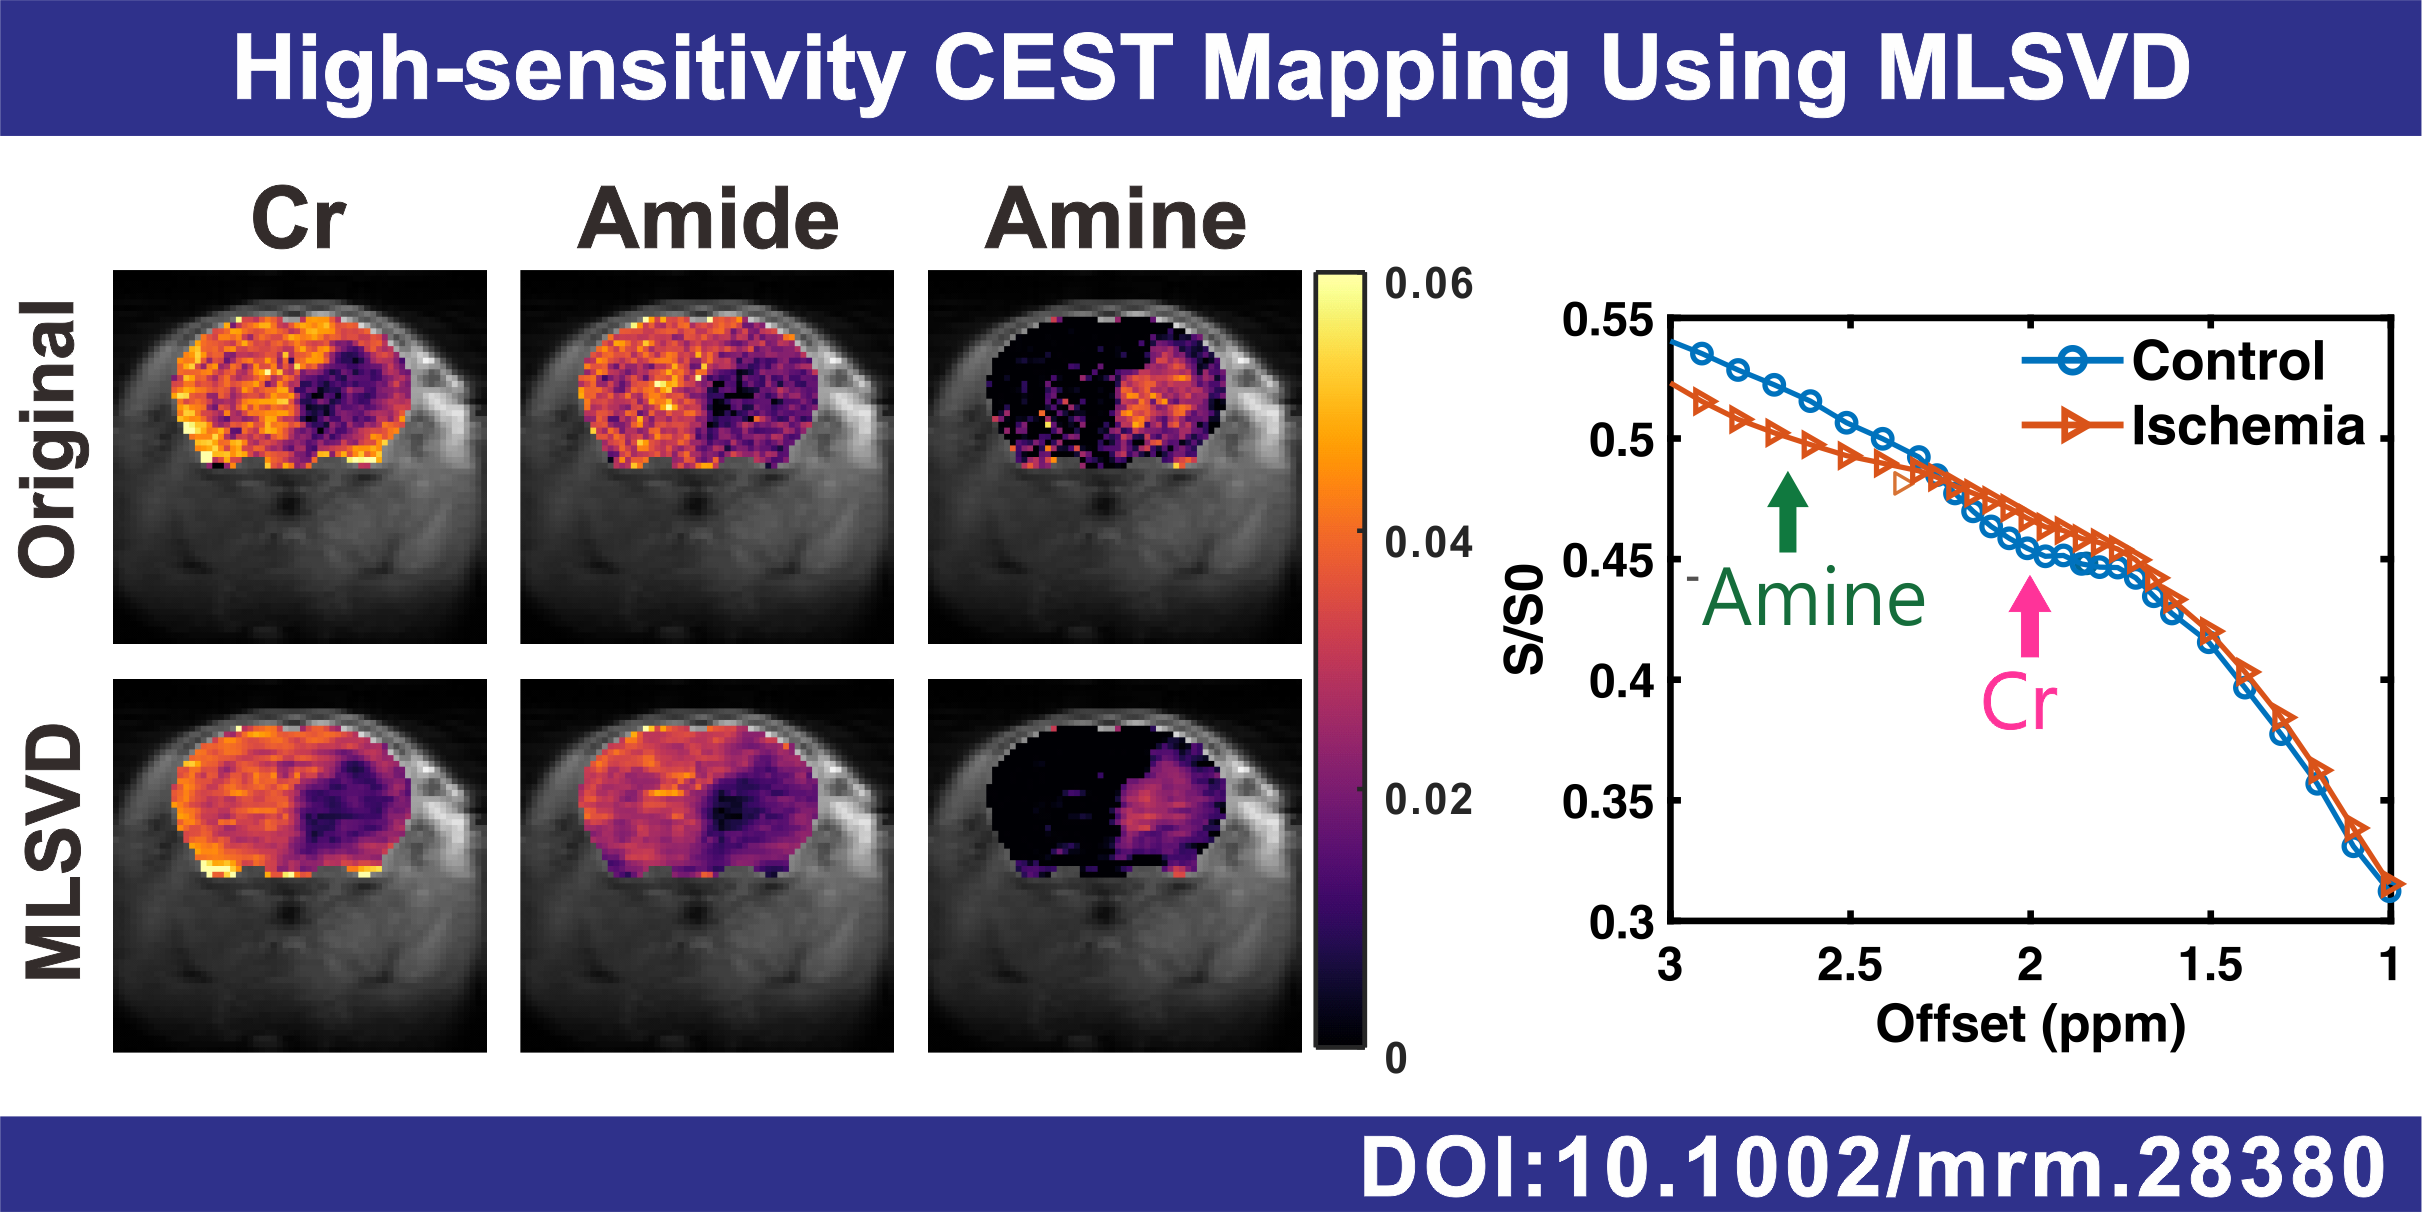 High-sensitivity CEST Mapping Using MLSVD
Cr
Amide
Amine
Original
MLSVD
0.06
0.04
0.02
0
0.55
0.5
0.45
0.4
0.35
0.3
S/S0
Control
Ischemia
Amine
Cr
3
2.5
2
1.5
1
Offset (ppm)
DOI:10.1002/mrm.28380